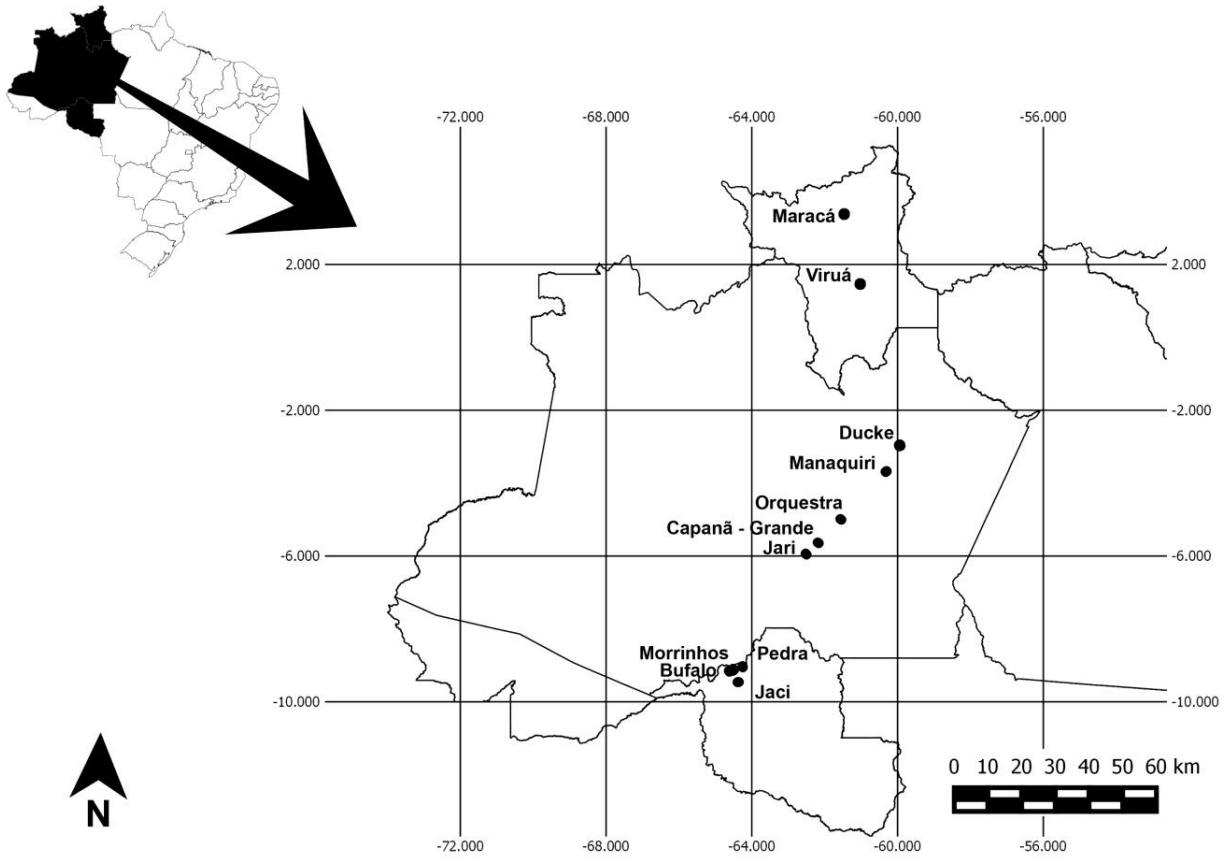 -72.000 -68.000 -64.000 -60.000 -56.000
Maracá
2.000 2.000
Viruá
-2.000 -2.000
Ducke
Manaquiri
Orquestra
Capanã - Grande
Jari
-6.000 -6.000
Morrinhos Pedra
Bufalo
Jaci
-10.000 -10.000
0 10 20 30 40 50 60 km
N
-72.000 -68.000 -64.000 -60.000 -56.000